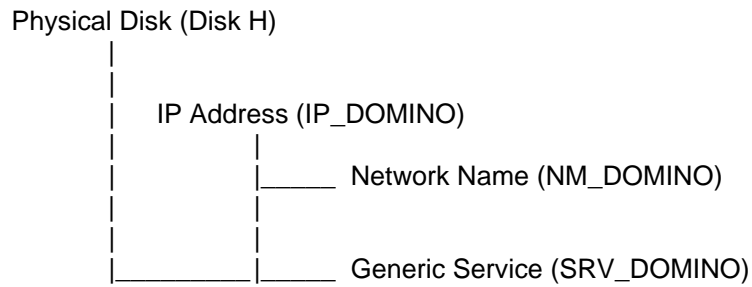 Physical Disk (Disk H)
IP Address (IP_DOMINO)
Network Name (NM_DOMINO)
Generic Service (SRV_DOMINO)